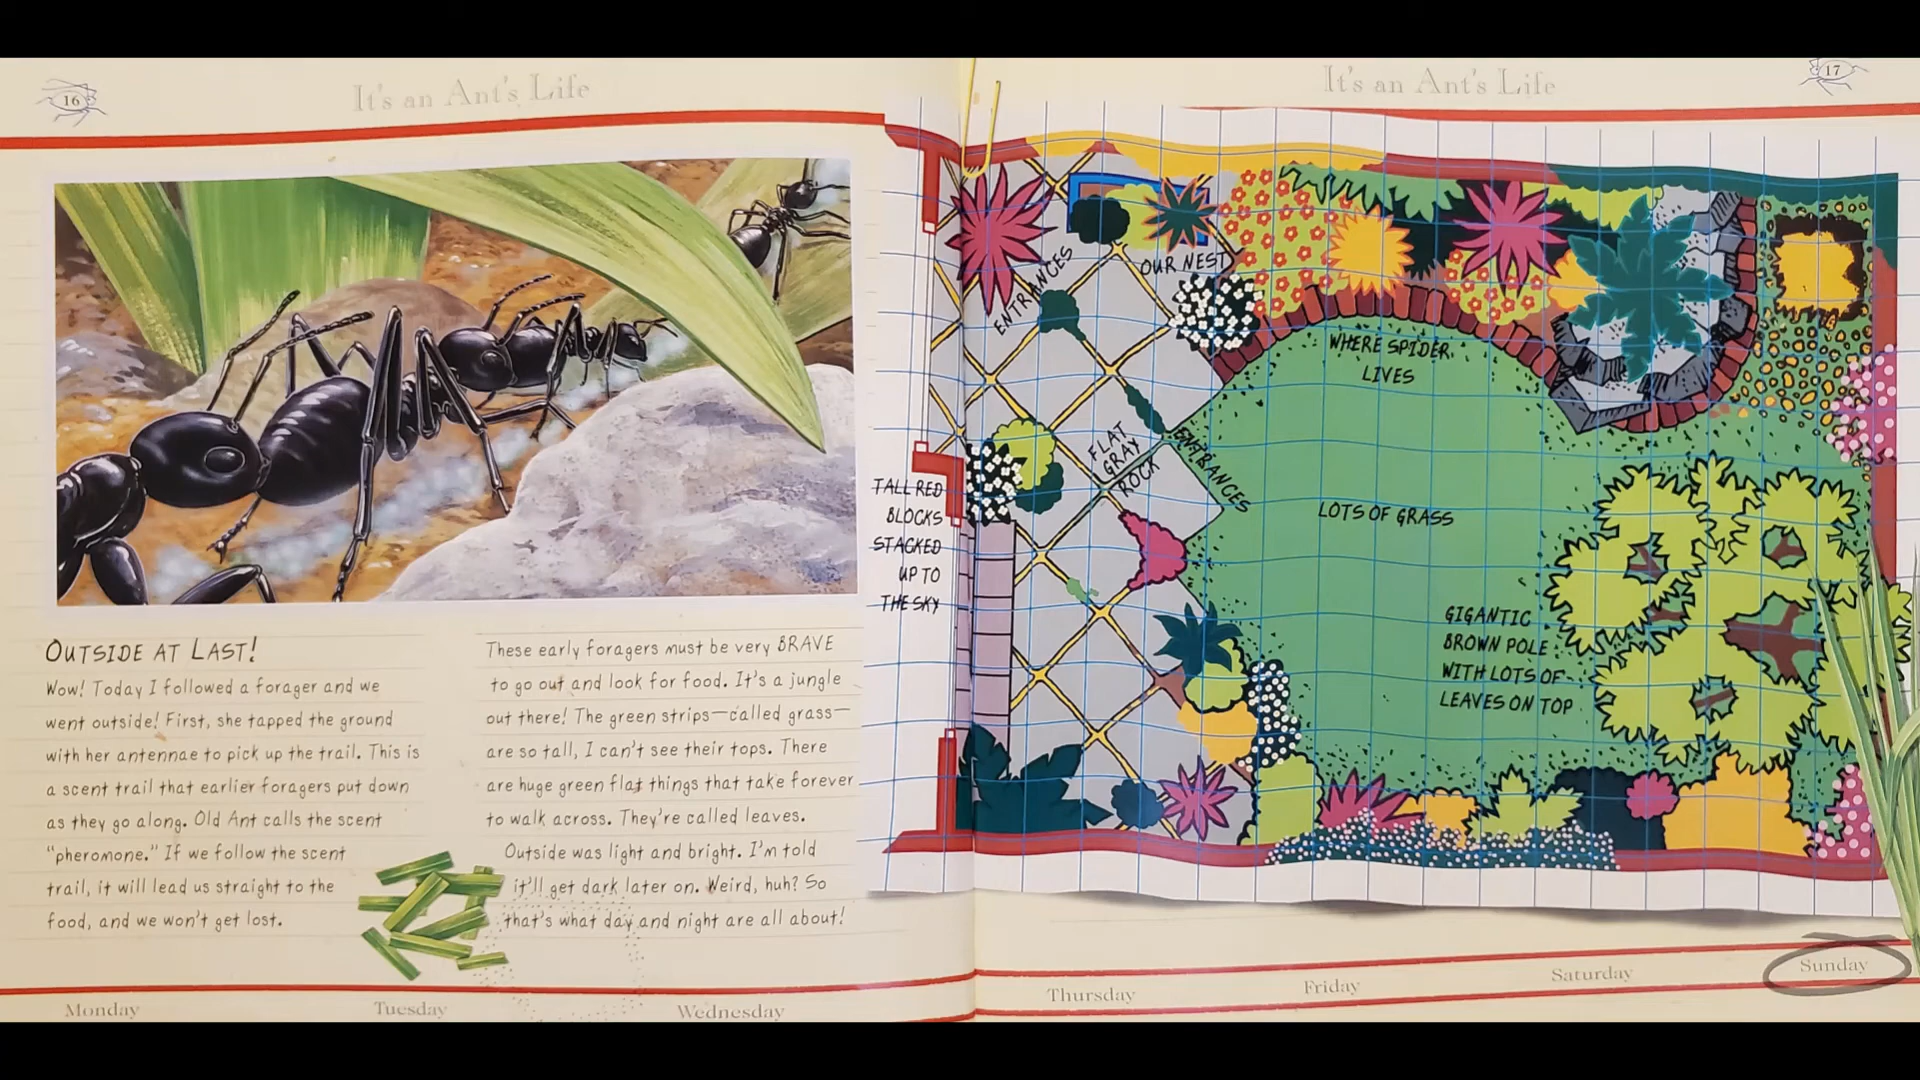 16
It's an Ant's Life
OUTSIDE AT LAST!
Wow! Today I followed a forager and we
went outside! First, she tapped the ground
with her antennae to pick up the trail. This is
a scent trail that earlier foragers put down
as they go along. Old Ant calls the scent
“pheromone.” If we follow the scent
trail, it will lead us straight to the
food, and we won't get lost.
These early foragers must be very BRAVE
to go out and look for food. It's a jungle
out there! The green strips—called grass—
are so tall, I can't see their tops. There
are huge green flat things that take forever
to walk across. They're called leaves.
Outside was light and bright. I'm told
it'll get dark later on. Weird, huh? So
that's what day and night are all about!
Monday
Tuesday
Wednesday
It's an Ant's Life
17
ENTRANCES
OUR NEST
WHERE SPIDER
LIVES
FLAT
GRAY
ROCK
ENTRANCES
TALL RED
BLOCKS
STACKED
UP TO
THE SKY
LOTS OF GRASS
GIGANTIC
BROWN POLE
WITH LOTS OF
LEAVES ON TOP
Thursday
Friday
Saturday
Sunday